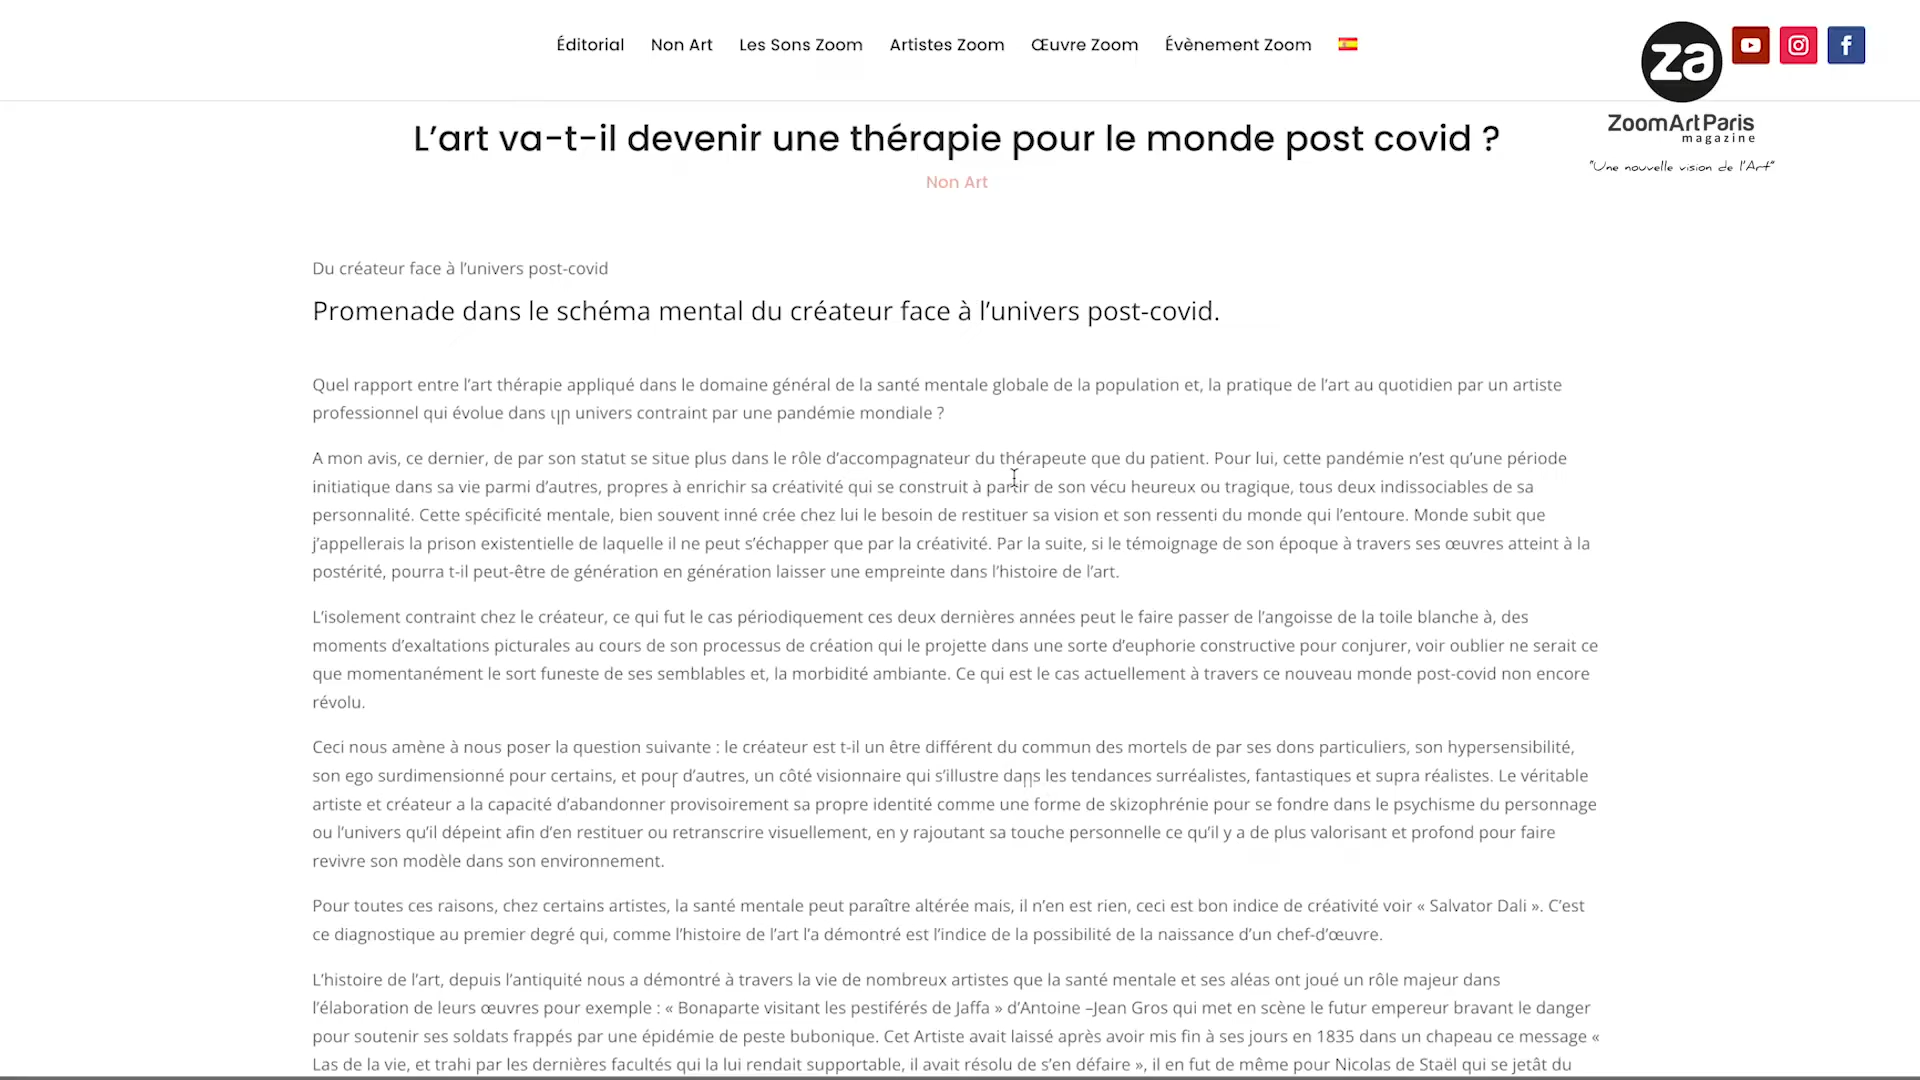 Éditorial Non Art Les Sons Zoom Artistes Zoom Œuvre Zoom Évènement Zoom
za
ZoomArtParis
magazine
"Une nouvelle vision de l'Art"
L’art va-t-il devenir une thérapie pour le monde post covid ?
Non Art
Du créateur face à l’univers post-covid
Promenade dans le schéma mental du créateur face à l’univers post-covid.
Quel rapport entre l’art thérapie appliqué dans le domaine général de la santé mentale globale de la population et, la pratique de l’art au quotidien par un artiste
professionnel qui évolue dans un univers contraint par une pandémie mondiale ?
A mon avis, ce dernier, de par son statut se situe plus dans le rôle d’accompagnateur du thérapeute que du patient. Pour lui, cette pandémie n’est qu’une période
initiatique dans sa vie parmi d’autres, propres à enrichir sa créativité qui se construit à partir de son vécu heureux ou tragique, tous deux indissociables de sa
personnalité. Cette spécificité mentale, bien souvent inné crée chez lui le besoin de restituer sa vision et son ressenti du monde qui l’entoure. Monde subit que
j’appellerais la prison existentielle de laquelle il ne peut s’échapper que par la créativité. Par la suite, si le témoignage de son époque à travers ses œuvres atteint à la
postérité, pourra t-il peut-être de génération en génération laisser une empreinte dans l’histoire de l’art.
L’isolement contraint chez le créateur, ce qui fut le cas périodiquement ces deux dernières années peut le faire passer de l’angoisse de la toile blanche à, des
moments d’exaltations picturales au cours de son processus de création qui le projette dans une sorte d’euphorie constructive pour conjurer, voir oublier ne serait ce
que momentanément le sort funeste de ses semblables et, la morbidité ambiante. Ce qui est le cas actuellement à travers ce nouveau monde post-covid non encore
révolu.
Ceci nous amène à nous poser la question suivante : le créateur est t-il un être différent du commun des mortels de par ses dons particuliers, son hypersensibilité,
son ego surdimensionné pour certains, et pour d’autres, un côté visionnaire qui s’illustre dans les tendances surréalistes, fantastiques et supra réalistes. Le véritable
artiste et créateur a la capacité d’abandonner provisoirement sa propre identité comme une forme de skizophrénie pour se fondre dans le psychisme du personnage
ou l’univers qu’il dépeint afin d’en restituer ou retranscrire visuellement, en y rajoutant sa touche personnelle ce qu’il y a de plus valorisant et profond pour faire
revivre son modèle dans son environnement.
Pour toutes ces raisons, chez certains artistes, la santé mentale peut paraître altérée mais, il n’en est rien, ceci est bon indice de créativité voir « Salvator Dali ». C’est
ce diagnostique au premier degré qui, comme l’histoire de l’art l’a démontré est l’indice de la possibilité de la naissance d’un chef-d’œuvre.
L’histoire de l’art, depuis l’antiquité nous a démontré à travers la vie de nombreux artistes que la santé mentale et ses aléas ont joué un rôle majeur dans
l’élaboration de leurs œuvres pour exemple : « Bonaparte visitant les pestiférés de Jaffa » d’Antoine –Jean Gros qui met en scène le futur empereur bravant le danger
pour soutenir ses soldats frappés par une épidémie de peste bubonique. Cet Artiste avait laissé après avoir mis fin à ses jours en 1835 dans un chapeau ce message «
Las de la vie, et trahi par les dernières facultés qui la lui rendait supportable, il avait résolu de s’en défaire », il en fut de même pour Nicolas de Staël qui se jetât du